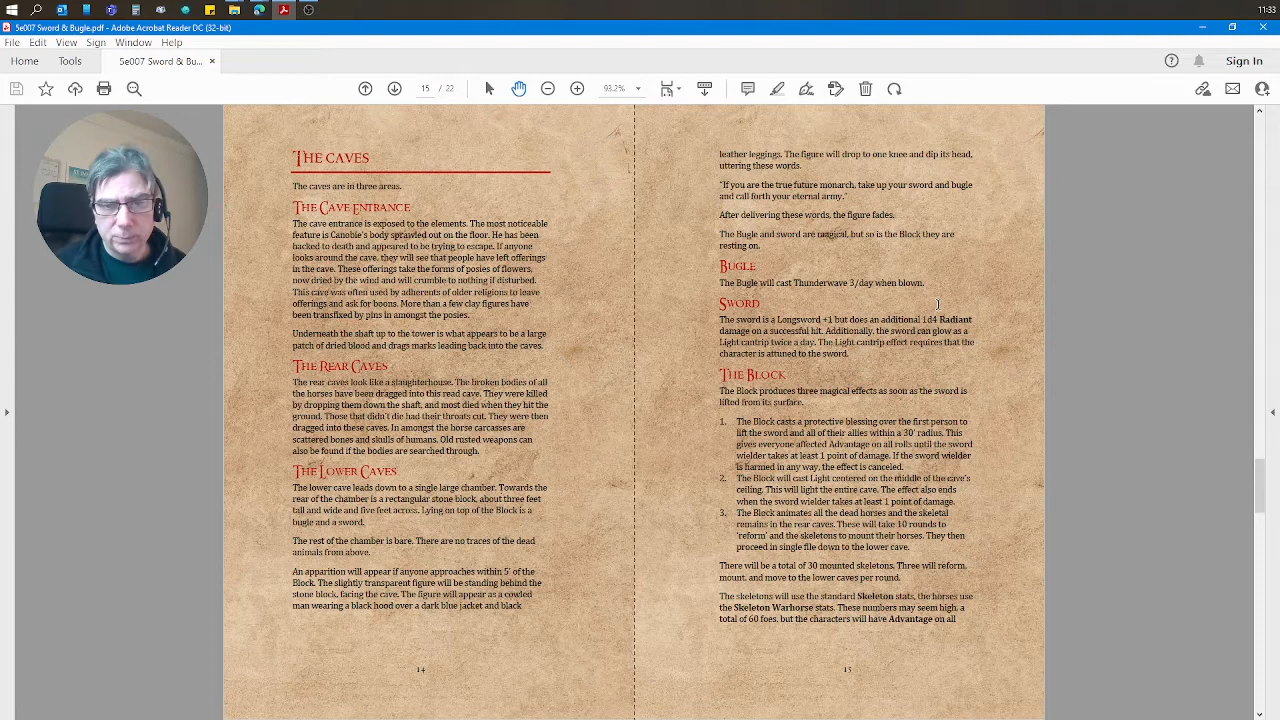 11:33
5e007 Sword & Bugle.pdf - Adobe Acrobat Reader DC (32-bit)
File Edit View Sign Window Help
Home Tools 5e007 Sword & Bu... × Sign In
15 / 22 93.2%
THE CAVES
The caves are in three areas.
THE CAVE ENTRANCE
The cave entrance is exposed to the elements. The most noticeable
feature is Canobie's body sprawled out on the floor. He has been
hacked to death and appeared to be trying to escape. If anyone
looks around the cave, they will see that people have left offerings
in the cave. These offerings take the forms of posies of flowers,
now dried by the wind and will crumble to nothing if disturbed.
This cave was often used by adherents of older religions to leave
offerings and ask for boons. More than a few clay figures have
been transfixed by pins in amongst the posies.
Underneath the shaft up to the tower is what appears to be a large
patch of dried blood and drags marks leading back into the caves.
THE REAR CAVES
The rear caves look like a slaughterhouse. The broken bodies of all
the horses have been dragged into this read cave. They were killed
by dropping them down the shaft, and most died when they hit the
ground. Those that didn't die had their throats cut. They were then
dragged into these caves. In amongst the horse carcasses are
scattered bones and skulls of humans. Old rusted weapons can
also be found if the bodies are searched through.
THE LOWER CAVES
The lower cave leads down to a single large chamber. Towards the
rear of the chamber is a rectangular stone block, about three feet
tall and wide and five feet across. Lying on top of the Block is a
bugle and a sword.
The rest of the chamber is bare. There are no traces of the dead
animals from above.
An apparition will appear if anyone approaches within 5' of the
Block. The slightly transparent figure will be standing behind the
stone block, facing the cave. The figure will appear as a cowled
man wearing a black hood over a dark blue jacket and black
14
leather leggings. The figure will drop to one knee and dip its head,
uttering these words.
"If you are the true future monarch, take up your sword and bugle
and call forth your eternal army."
After delivering these words, the figure fades.
The Bugle and sword are magical, but so is the Block they are
resting on.
BUGLE
The Bugle will cast Thunderwave 3/day when blown.
SWORD
The sword is a Longsword +1 but does an additional 1d4 Radiant
damage on a successful hit. Additionally, the sword can glow as a
Light cantrip twice a day. The Light cantrip effect requires that the
character is attuned to the sword.
THE BLOCK
The Block produces three magical effects as soon as the sword is
lifted from its surface.
1. The Block casts a protective blessing over the first person to
lift the sword and all of their allies within a 30' radius. This
gives everyone affected Advantage on all rolls until the sword
wielder takes at least 1 point of damage. If the sword wielder
is harmed in any way, the effect is canceled.
2. The Block will cast Light centered on the middle of the cave's
ceiling. This will light the entire cave. The effect also ends
when the sword wielder takes at least 1 point of damage.
3. The Block animates all the dead horses and the skeletal
remains in the rear caves. These will take 10 rounds to
'reform' and the skeletons to mount their horses. They then
proceed in single file down to the lower cave.
There will be a total of 30 mounted skeletons. Three will reform,
mount, and move to the lower caves per round.
The skeletons will use the standard Skeleton stats, the horses use
the Skeleton Warhorse stats. These numbers may seem high, a
total of 60 foes, but the characters will have Advantage on all
15